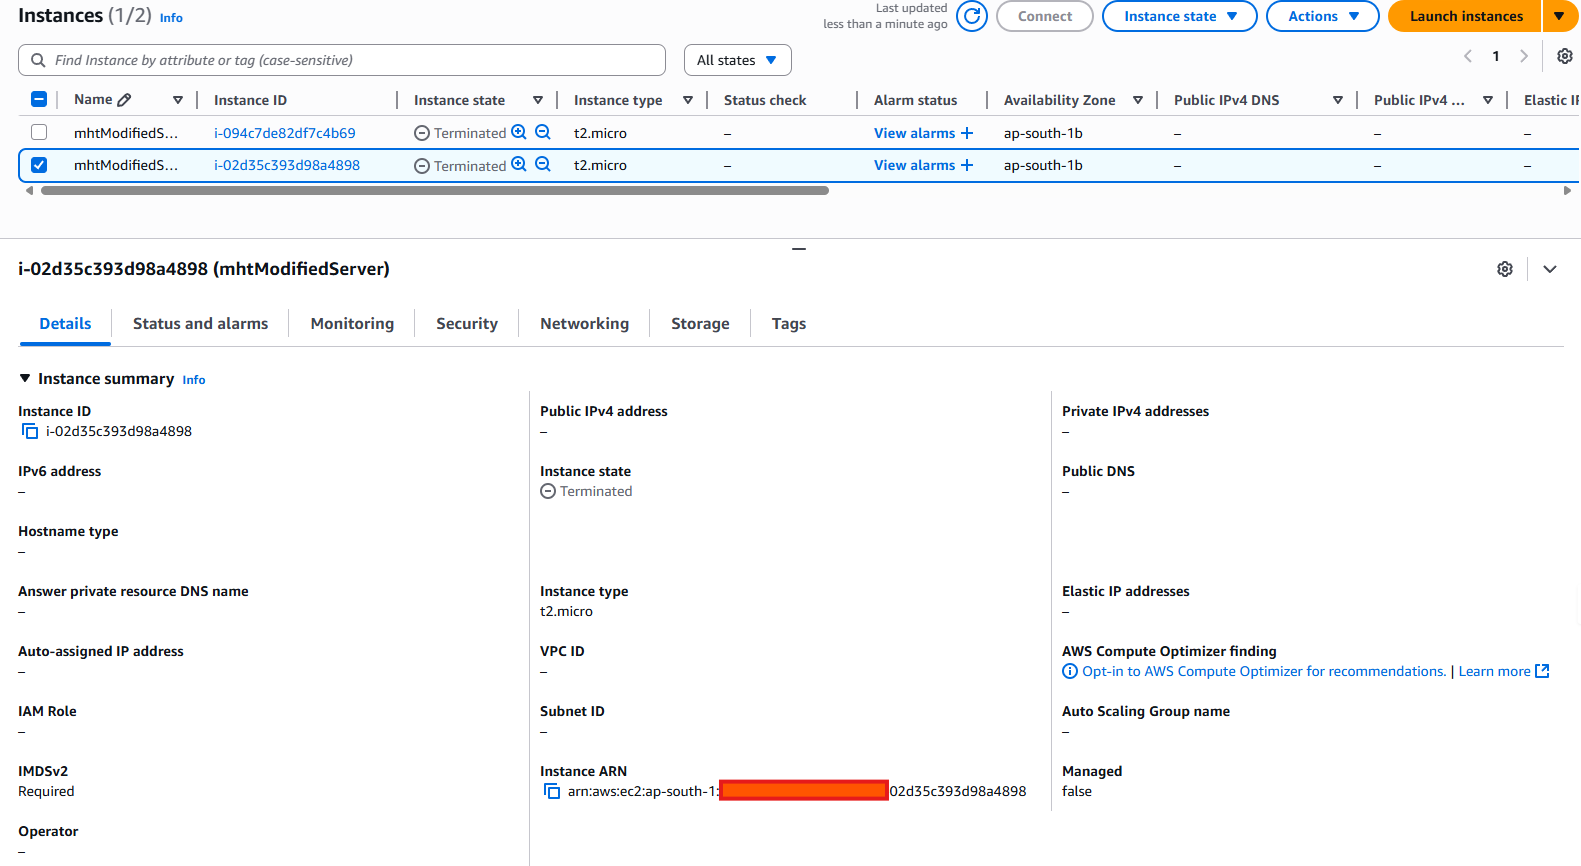 Instances (1/2) Info
Last updated
less than a minute ago
Connect
Instance state
Actions
Launch instances
Find Instance by attribute or tag (case-sensitive)
All states
1
Name Instance ID Instance state Instance type Status check Alarm status Availability Zone Public IPv4 DNS Public IPv4 ... Elastic IP
mhtModifiedS... i-094c7de82df7c4b69 Terminated t2.micro – View alarms + ap-south-1b – – –
mhtModifiedS... i-02d35c393d98a4898 Terminated t2.micro – View alarms + ap-south-1b – – –
i-02d35c393d98a4898 (mhtModifiedServer)
Details Status and alarms Monitoring Security Networking Storage Tags
Instance summary Info
Instance ID
i-02d35c393d98a4898
Public IPv4 address
–
Private IPv4 addresses
–
IPv6 address
–
Instance state
Terminated
Public DNS
–
Hostname type
–
Answer private resource DNS name
–
Instance type
t2.micro
Elastic IP addresses
–
Auto-assigned IP address
–
VPC ID
–
AWS Compute Optimizer finding
Opt-in to AWS Compute Optimizer for recommendations. | Learn more
IAM Role
–
Subnet ID
–
Auto Scaling Group name
–
IMDSv2
Required
Instance ARN
arn:aws:ec2:ap-south-1: 02d35c393d98a4898
Managed
false
Operator
–